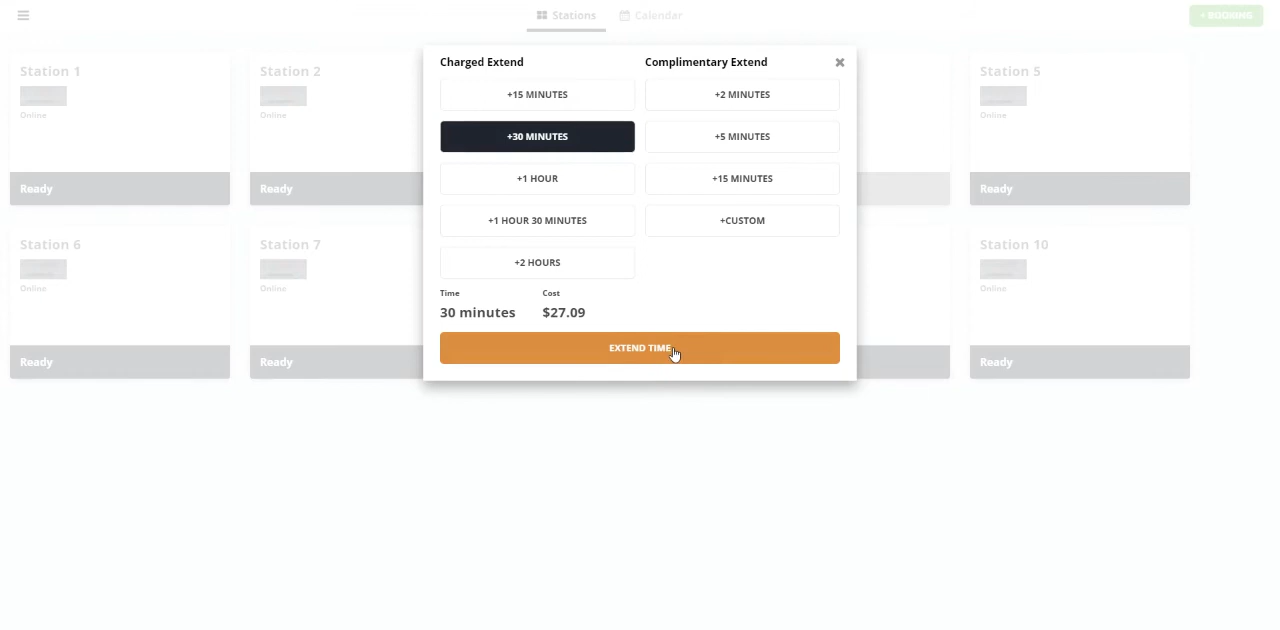 Stations
Calendar
+ BOOKING
Station 1
Online
Ready
Station 2
Online
Ready
Station 5
Online
Ready
Station 6
Online
Ready
Station 7
Online
Ready
Station 10
Online
Ready
Charged Extend
Complimentary Extend
+15 MINUTES
+2 MINUTES
+30 MINUTES
+5 MINUTES
+1 HOUR
+15 MINUTES
+1 HOUR 30 MINUTES
+CUSTOM
+2 HOURS
Time
Cost
30 minutes
$27.09
EXTEND TIME